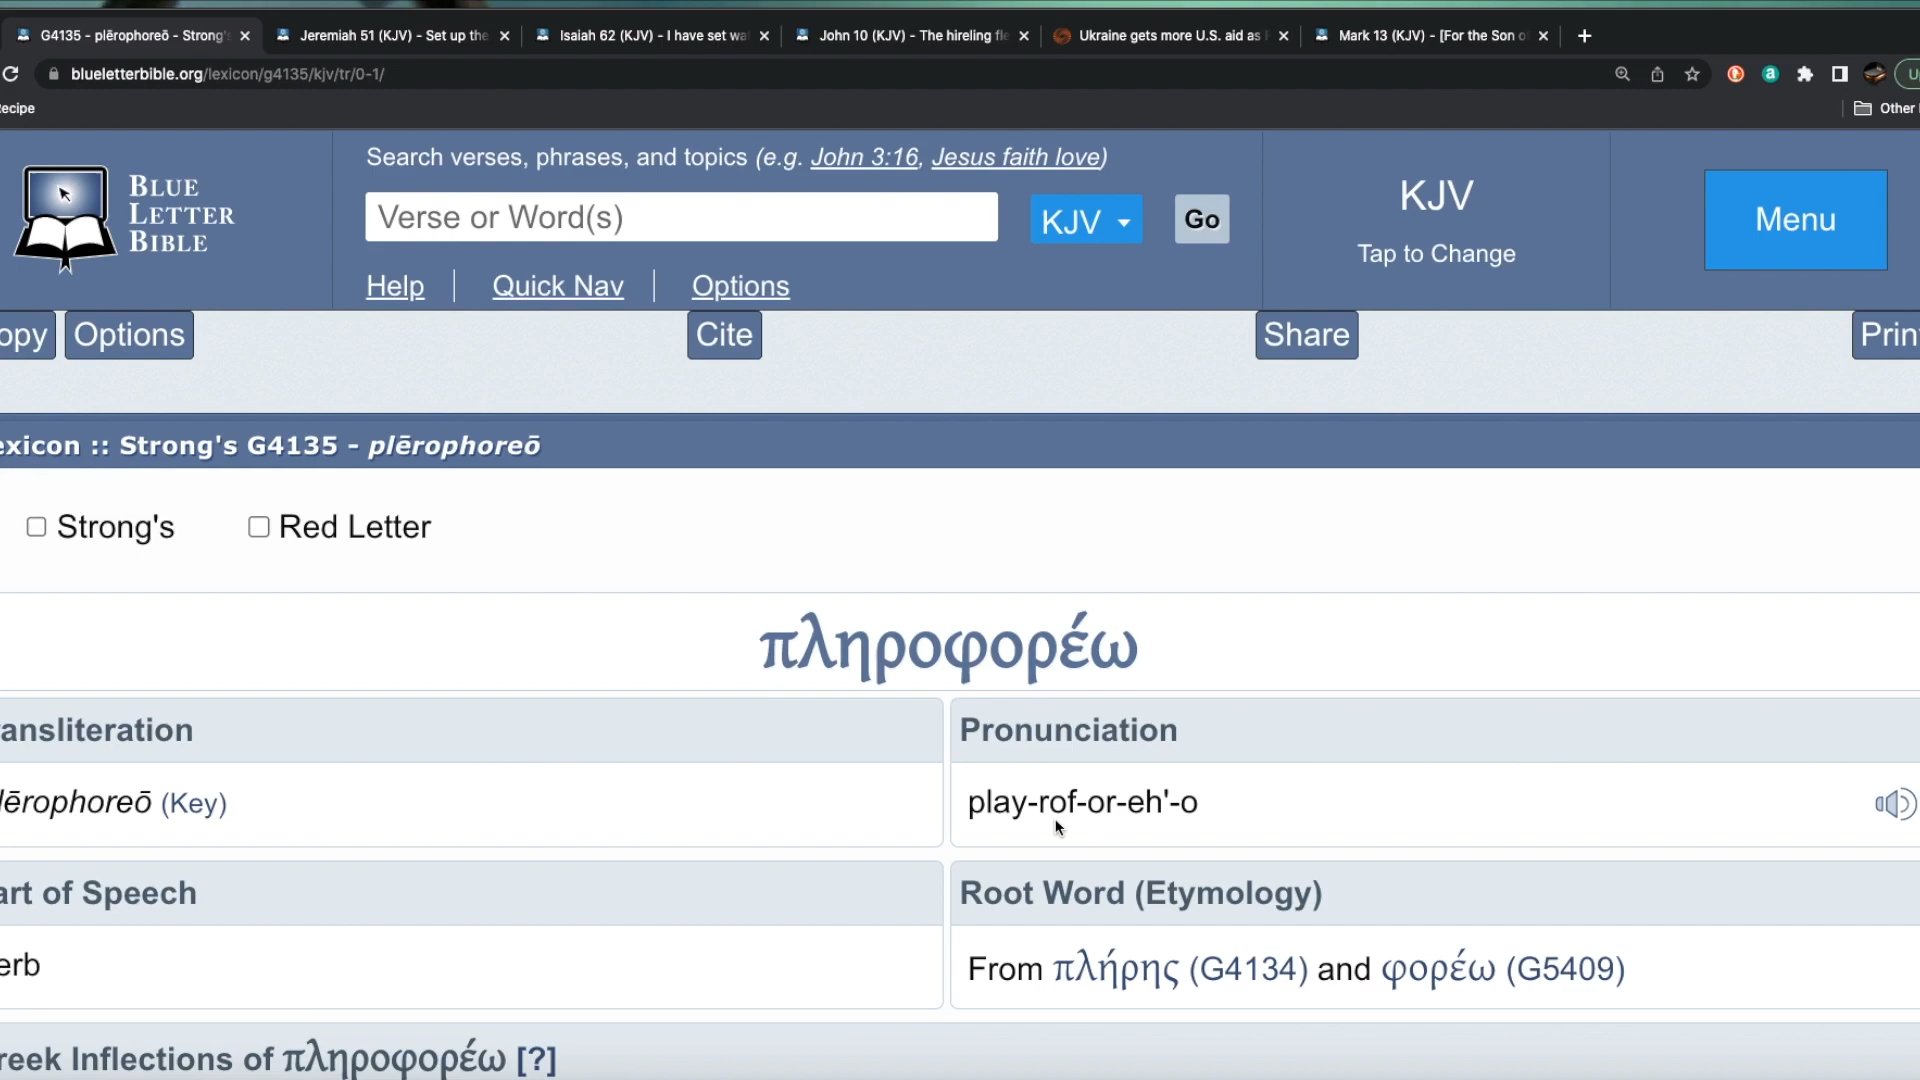 G4135 - plērophoreō - Strong's
Jeremiah 51 (KJV) - Set up the
Isaiah 62 (KJV) - I have set wa
John 10 (KJV) - The hireling fle
Ukraine gets more U.S. aid as
Mark 13 (KJV) - [For the Son o
blueletterbible.org/lexicon/g4135/kjv/tr/0-1/
ecipe
Other
BLUE
LETTER
BIBLE
Search verses, phrases, and topics (e.g. John 3:16, Jesus faith love)
Verse or Word(s)
KJV
Go
Help
Quick Nav
Options
KJV
Tap to Change
Menu
opy
Options
Cite
Share
Prin
exicon :: Strong's G4135 - plērophoreō
Strong's
Red Letter
πληροφορέω
ansliteration
Pronunciation
lērophoreō (Key)
play-rof-or-eh'-o
art of Speech
Root Word (Etymology)
erb
From πλήρης (G4134) and φορέω (G5409)
reek Inflections of πληροφορέω [?]